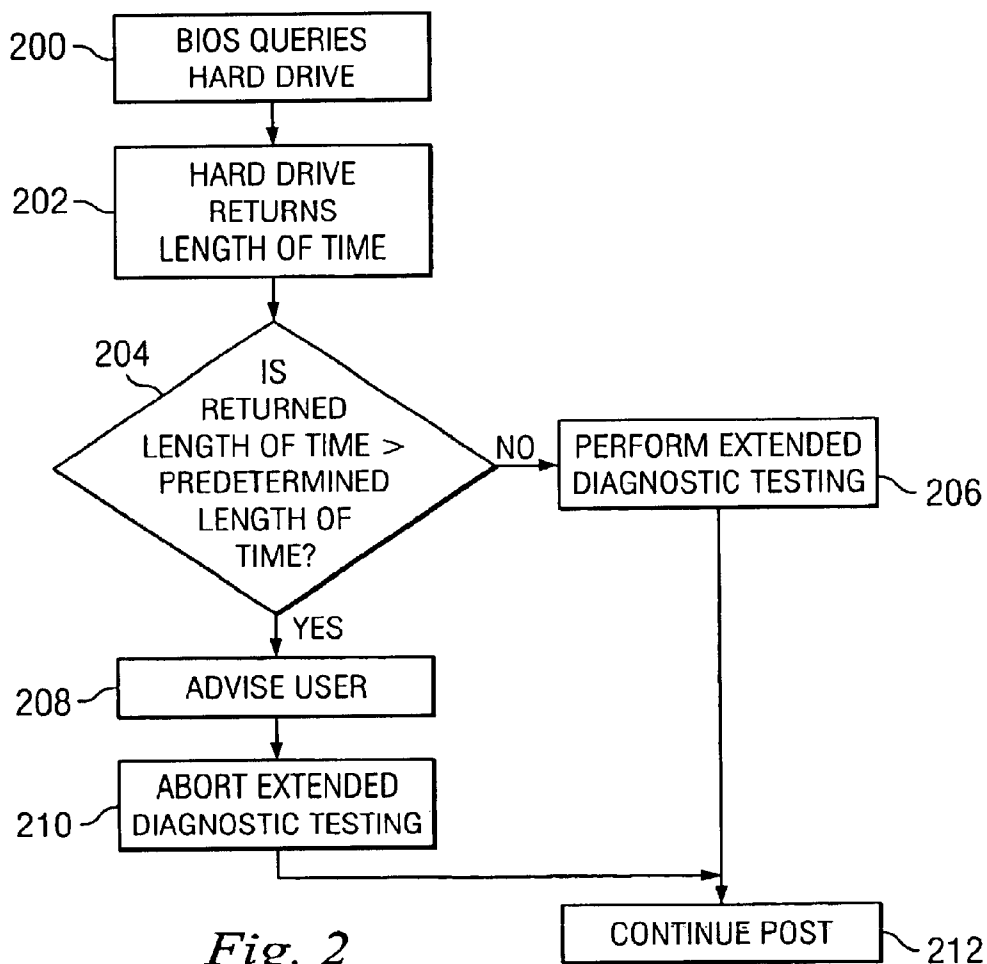 200
BIOS QUERIES
HARD DRIVE
202
HARD DRIVE
RETURNS
LENGTH OF TIME
204
IS
RETURNED
LENGTH OF TIME >
PREDETERMINED
LENGTH OF
TIME?
NO
PERFORM EXTENDED
DIAGNOSTIC TESTING
206
YES
208
ADVISE USER
210
ABORT EXTENDED
DIAGNOSTIC TESTING
CONTINUE POST
212
Fig. 2